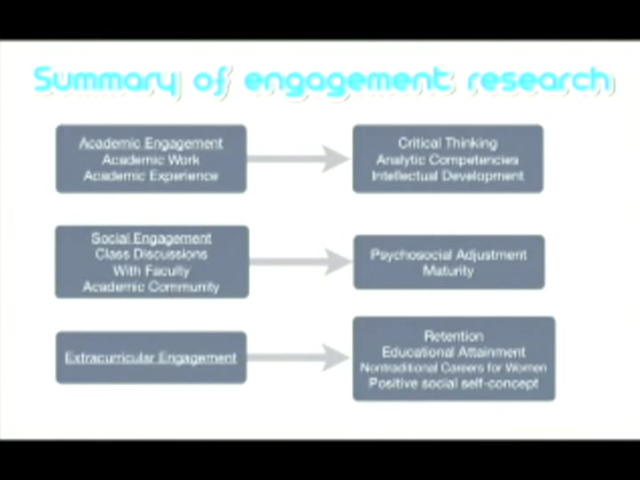 Summary of engagement research
Academic Engagement
Academic Work
Academic Experience
Critical Thinking
Analytic Competencies
Intellectual Development
Social Engagement
Class Discussions
With Faculty
Academic Community
Psychosocial Adjustment
Maturity
Extracurricular Engagement
Retention
Educational Attainment
Nontraditional Careers for Women
Positive social self-concept